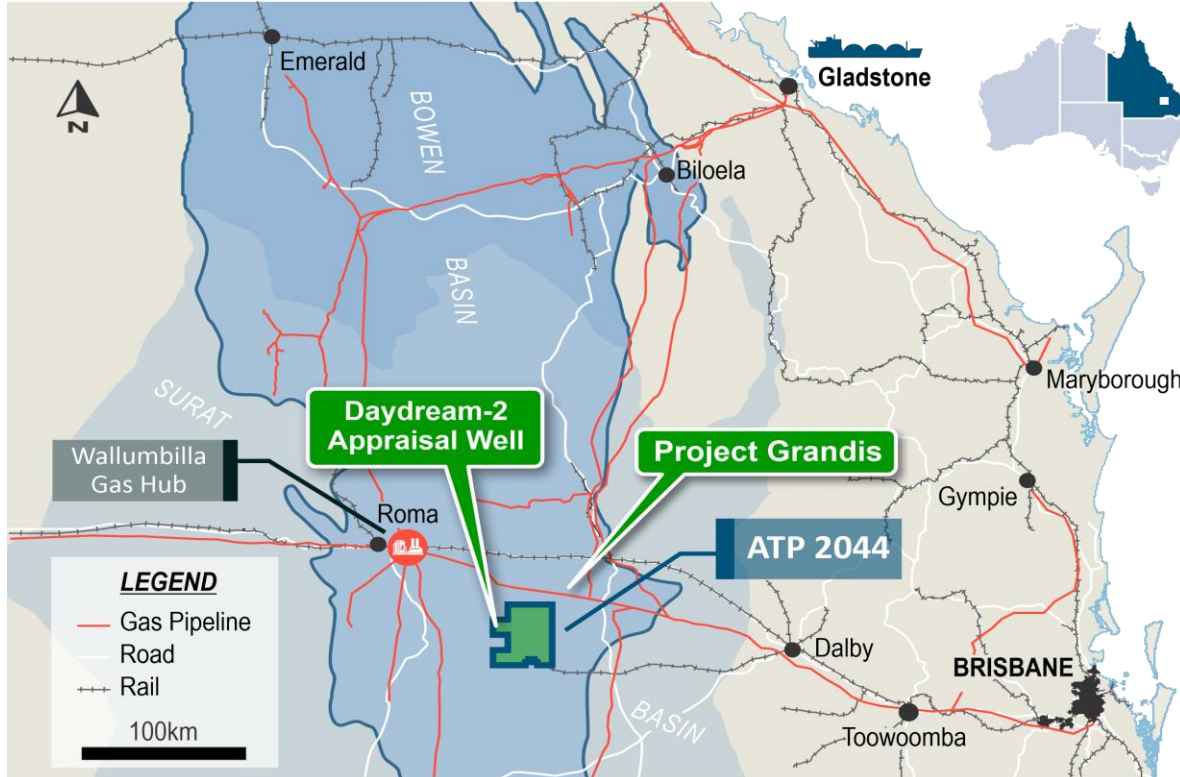 Emerald
BOWEN
BASIN
Gladstone
Biloela
Maryborough
SURAT
Daydream-2
Appraisal Well
Project Grandis
Wallumbilla
Gas Hub
Roma
Gympie
ATP 2044
N
LEGEND
Gas Pipeline
Road
Rail
100km
Dalby
BRISBANE
BASIN
Toowoomba